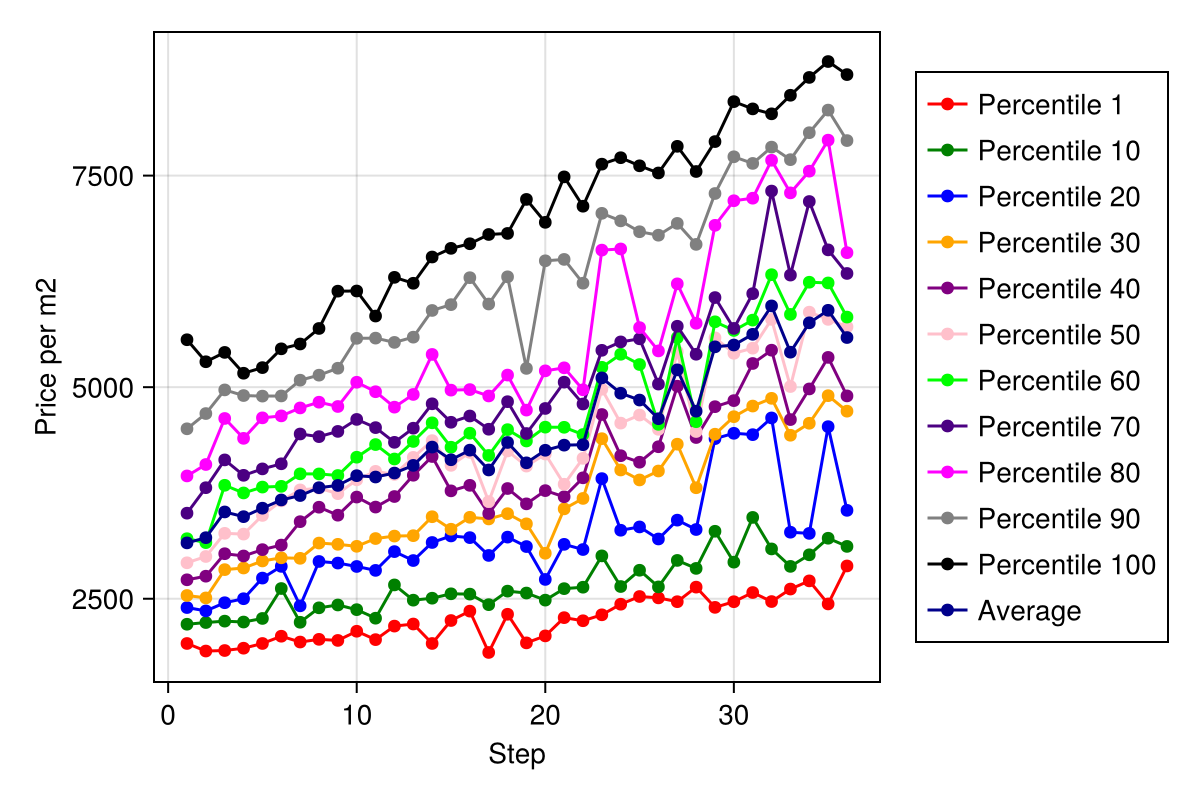 Price per m2
7500
5000
2500
0
10
20
30
Step
Percentile 1
Percentile 10
Percentile 20
Percentile 30
Percentile 40
Percentile 50
Percentile 60
Percentile 70
Percentile 80
Percentile 90
Percentile 100
Average